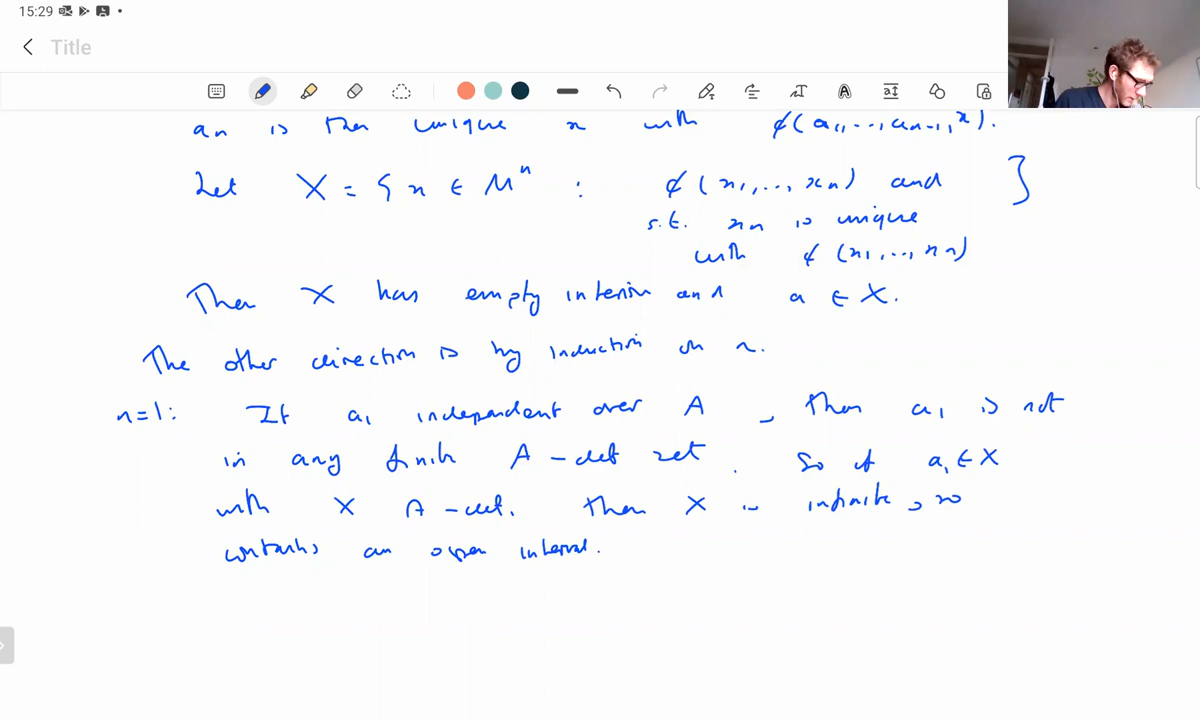 15:29
Title
an is then unique x with ϕ(a1,..,an-1,x).
Let X = { x ∈ M^n : ϕ(x1,...,xn) and }
s.t. xn is unique
with ϕ(x1,...,xn)
Then X has empty interior and a ∈ X.
The other direction is by induction on n.
n=1: If a1 independent over A, then a1 is not
in any finite A-def set. So if a1 ∈ X
with X A-def. then X is infinite, so
contains an open interval.